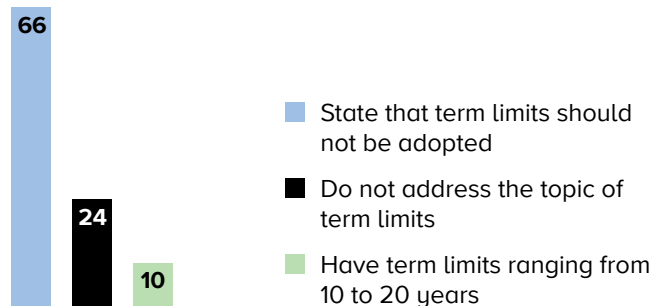 66
24
10
State that term limits should
not be adopted
Do not address the topic of
term limits
Have term limits ranging from
10 to 20 years